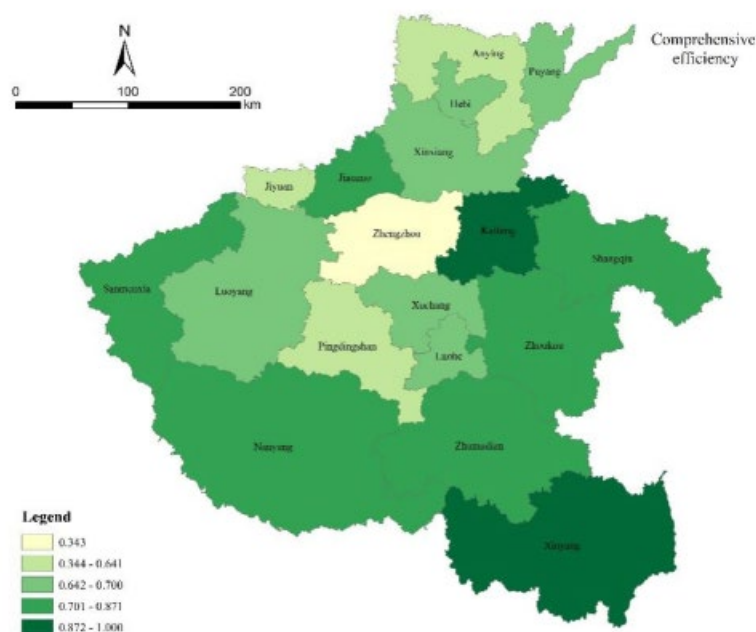 N
Comprehensive
efficiency
0 100 200
km
Anying
Puyang
Hebi
Xinxiang
Jiyuan
Jiaozuo
Zhengzhou
Kaifeng
Shangqiu
Sanmenxia
Luoyang
Xuchang
Pingdingshan
Luohe
Zhoukou
Nanyang
Zhumadian
Xinyang
Legend
0.343
0.344 - 0.641
0.642 - 0.700
0.701 - 0.871
0.872 - 1.000